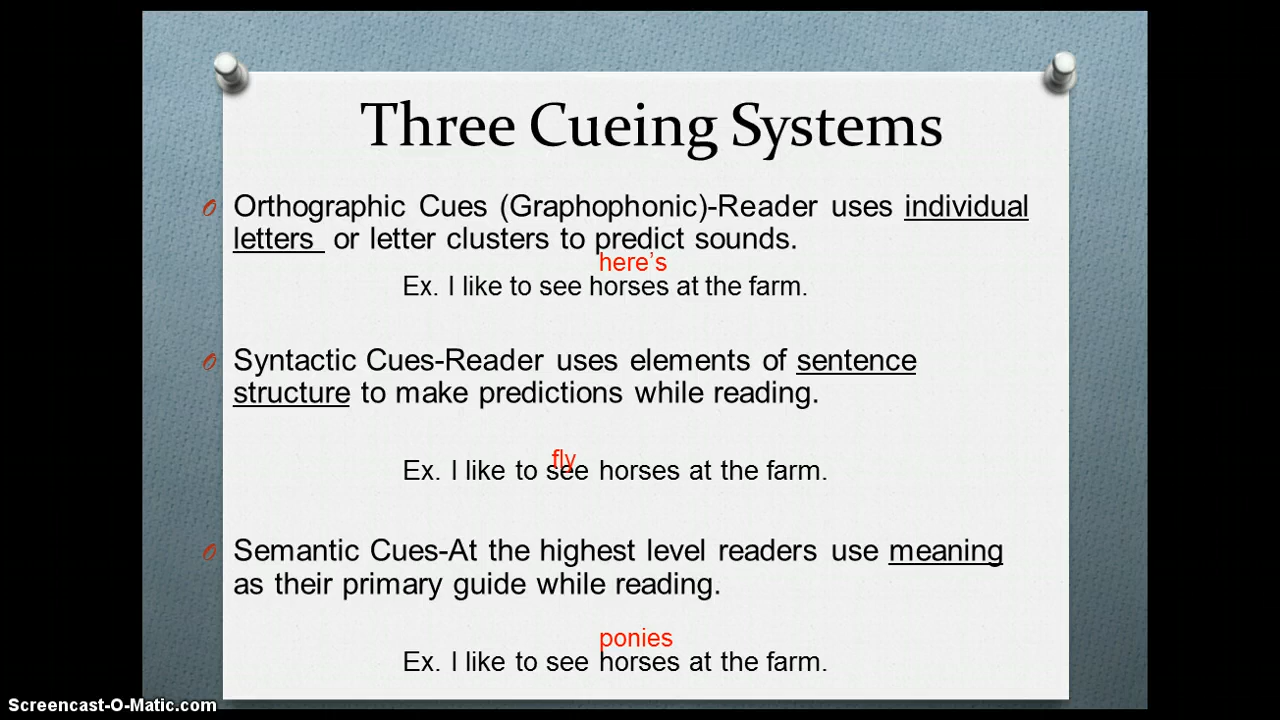 Three Cueing Systems
Orthographic Cues (Graphophonic)-Reader uses individual
letters or letter clusters to predict sounds.
here's
Ex. I like to see horses at the farm.
Syntactic Cues-Reader uses elements of sentence
structure to make predictions while reading.
fly
Ex. I like to see horses at the farm.
Semantic Cues-At the highest level readers use meaning
as their primary guide while reading.
ponies
Ex. I like to see horses at the farm.
Screencast-O-Matic.com